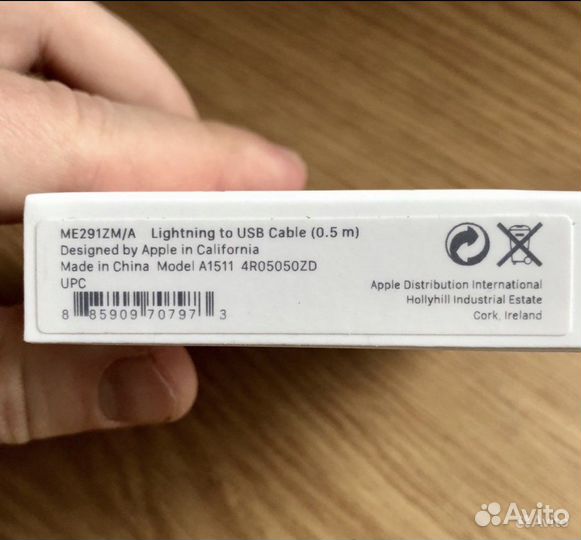 ME291ZM/A Lightning to USB Cable (0.5 m)
Designed by Apple in California
Made in China Model A1511 4R05050ZD
UPC
8 85909 70797 3
Apple Distribution International
Hollyhill Industrial Estate
Cork, Ireland
Avito